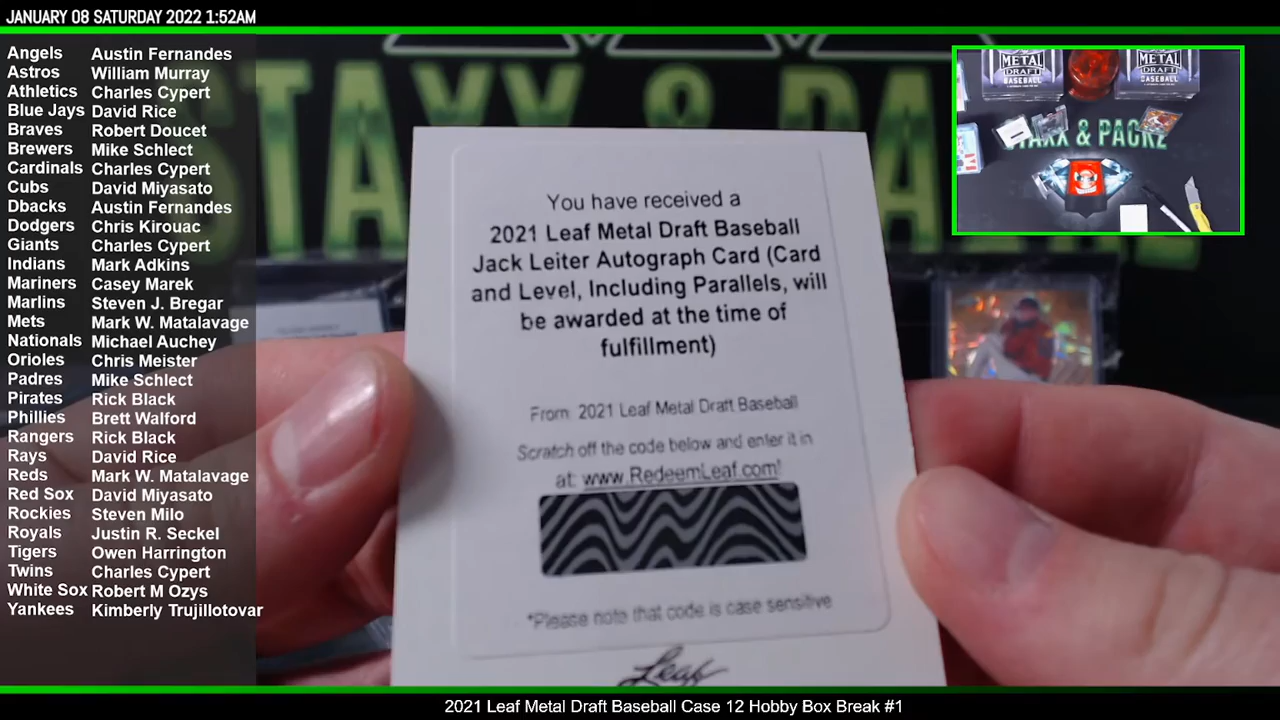 JANUARY 08 SATURDAY 2022 1:52AM
Angels Austin Fernandes
Astros William Murray
Athletics Charles Cypert
Blue Jays David Rice
Braves Robert Doucet
Brewers Mike Schlect
Cardinals Charles Cypert
Cubs David Miyasato
Dbacks Austin Fernandes
Dodgers Chris Kirouac
Giants Charles Cypert
Indians Mark Adkins
Mariners Casey Marek
Marlins Steven J. Bregar
Mets Mark W. Matalavage
Nationals Michael Auchey
Orioles Chris Meister
Padres Mike Schlect
Pirates Rick Black
Phillies Brett Walford
Rangers Rick Black
Rays David Rice
Reds Mark W. Matalavage
Red Sox David Miyasato
Rockies Steven Milo
Royals Justin R. Seckel
Tigers Owen Harrington
Twins Charles Cypert
White Sox Robert M Ozys
Yankees Kimberly Trujillotovar
STAXX & PACKZ
You have received a
2021 Leaf Metal Draft Baseball
Jack Leiter Autograph Card (Card
and Level, Including Parallels, will
be awarded at the time of
fulfillment)
From: 2021 Leaf Metal Draft Baseball
Scratch off the code below and enter it in
at: www.RedeemLeaf.com!
*Please note that code is case sensitive
Leaf
METAL
DRAFT
BASEBALL
METAL
DRAFT
BASEBALL
STAXX & PACKZ
2021 Leaf Metal Draft Baseball Case 12 Hobby Box Break #1